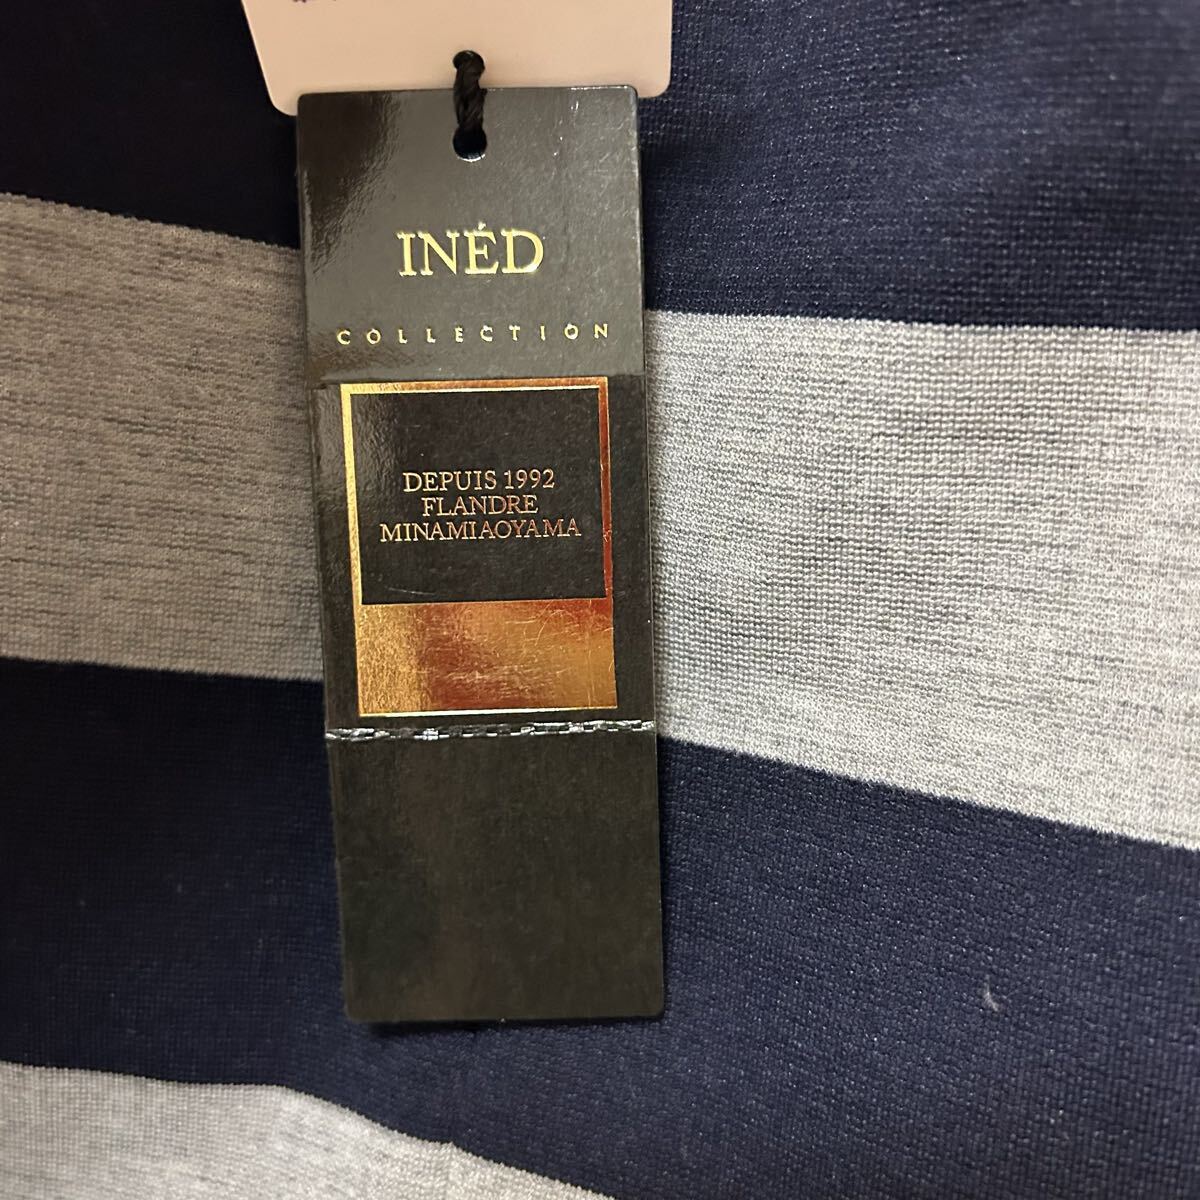 INÉD
COLLECTION
DEPUIS 1992
FLANDRE
MINAMIAOYAMA